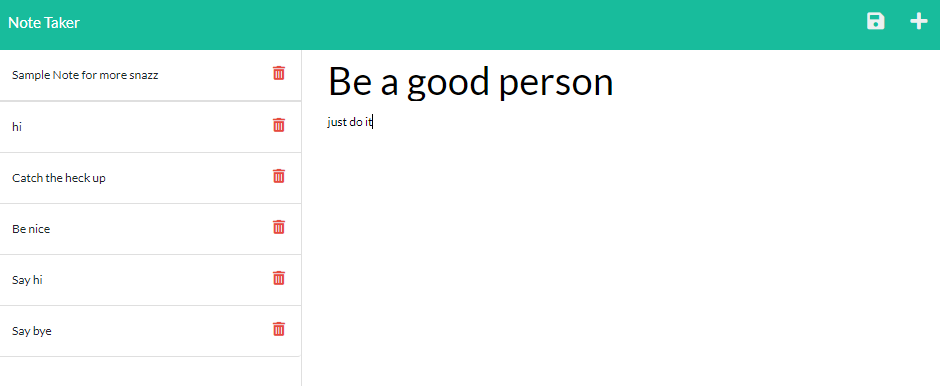 Note Taker
Sample Note for more snazz
hi
Catch the heck up
Be nice
Say hi
Say bye
Be a good person
just do it